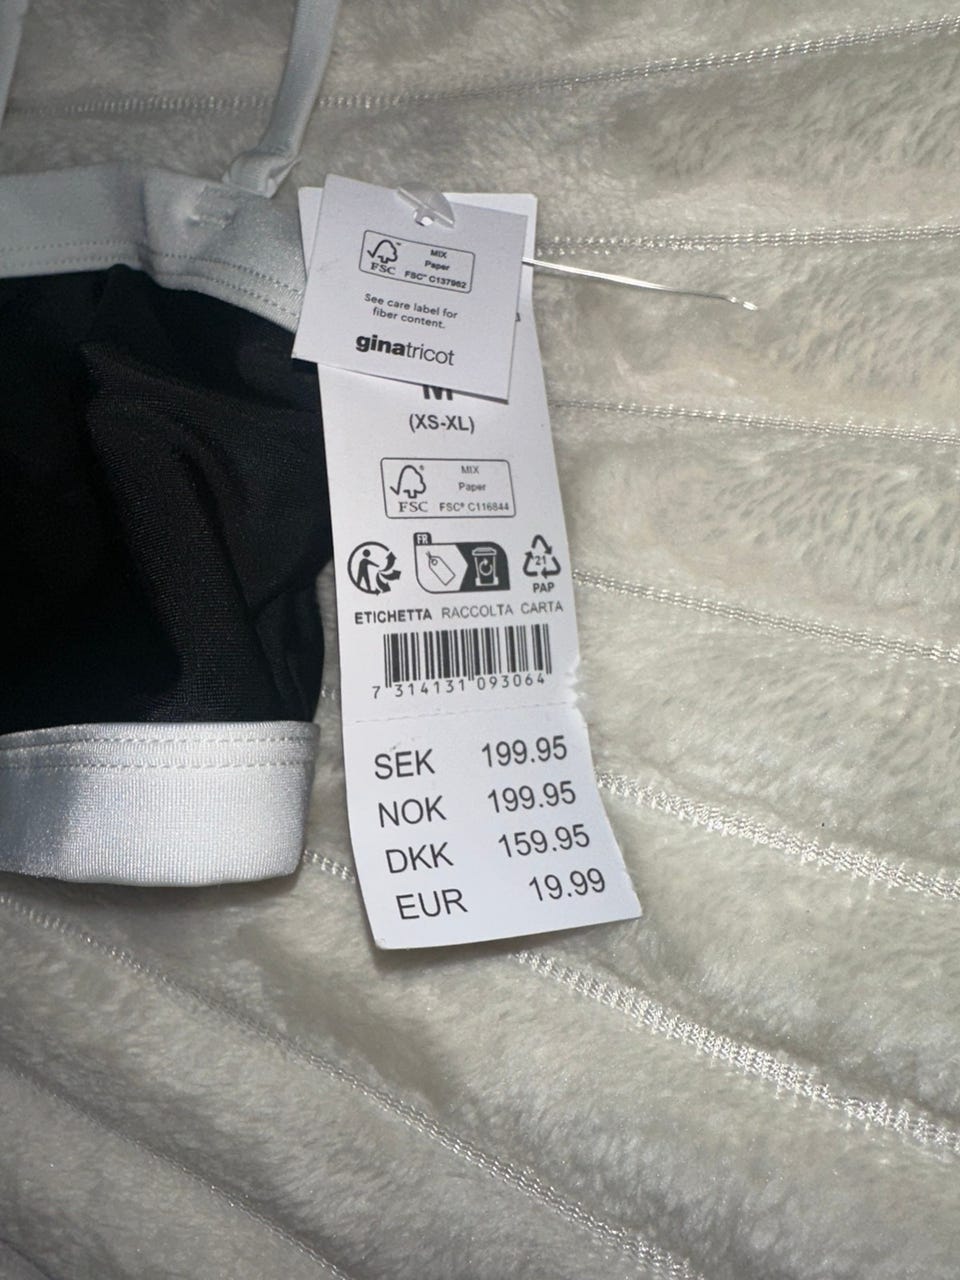 MIX
Paper
FSC™ C137962
FSC
See care label for
fiber content.
ginatricot
M
(XS-XL)
MIX
Paper
FSC® C116844
FSC
FR
21
PAP
ETICHETTA RACCOLTA CARTA
7 314131 093064
SEK 199.95
NOK 199.95
DKK 159.95
EUR 19.99